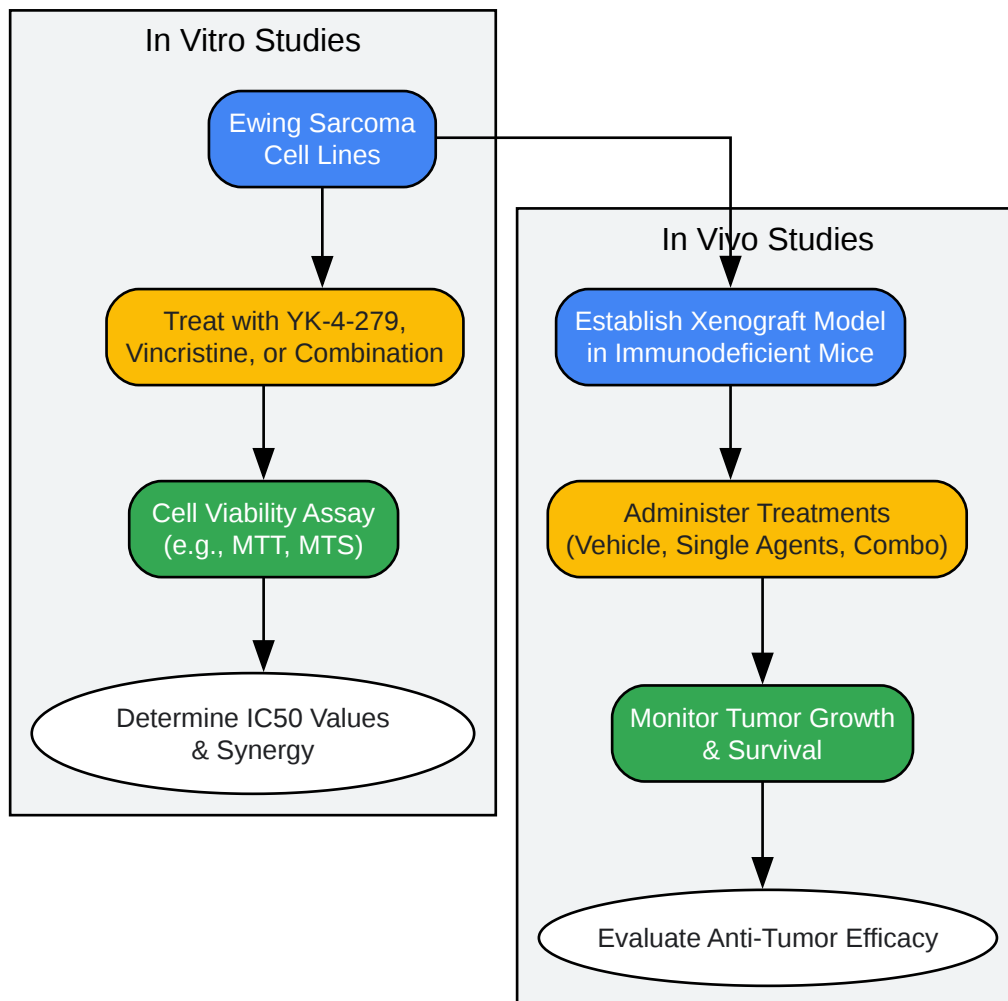 In Vitro Studies
Ewing Sarcoma
Cell Lines
Treat with YK-4-279,
Vincristine, or Combination
Cell Viability Assay
(e.g., MTT, MTS)
Determine IC50 Values
& Synergy
In Vivo Studies
Establish Xenograft Model
in Immunodeficient Mice
Administer Treatments
(Vehicle, Single Agents, Combo)
Monitor Tumor Growth
& Survival
Evaluate Anti-Tumor Efficacy